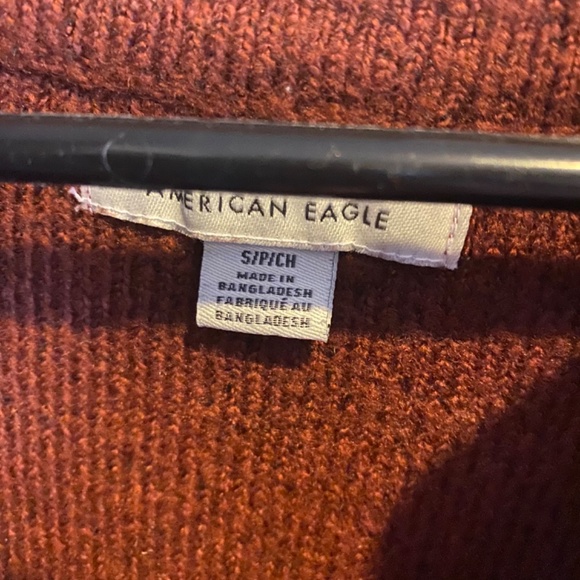 AMERICAN EAGLE
S/P/CH
MADE IN
BANGLADESH
FABRIQUÉ AU
BANGLADESH